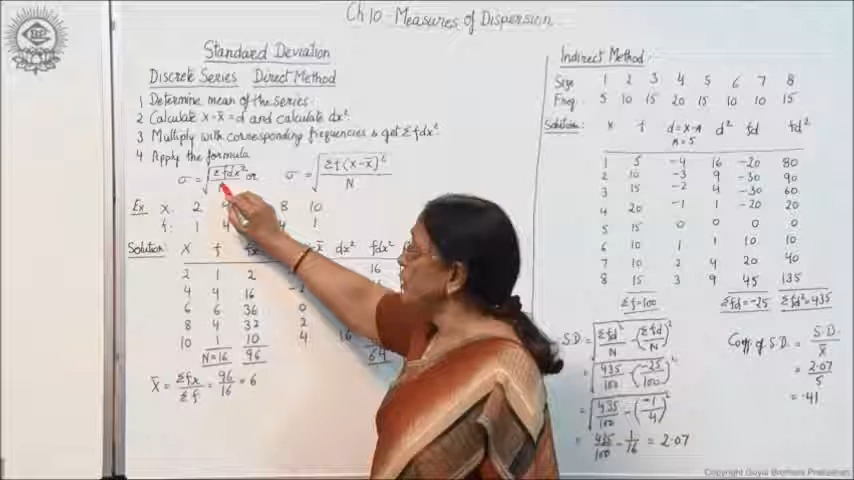 Ch 10 Measures of Dispersion
Standard Deviation
Discrete Series Direct Method
1 Determine mean of the series
2 Calculate x-x̄ = d and calculate dx²
3 Multiply with corresponding frequencies & get Σfdx²
4 Apply the formula
σ = √Σfdx² or σ = √Σf(x-x̄)²/N
Ex x. 2 8 10
f. 1 4 4 1
Solution X f dx² fdx²
2 1 2 16
4 4 16
6 6 36 0
8 4 32 2
10 1 10 4 16
N=16 96 64
x̄ = Σfx/Σf = 96/16 = 6
Indirect Method
Size 1 2 3 4 5 6 7 8
Freq. 5 10 15 20 15 10 10 15
Solution: x f d=x-A d² fd fd²
A=5
1 5 -4 16 -20 80
2 10 -3 9 -30 90
3 15 -2 4 -30 60
4 20 -1 1 -20 20
5 15 0 0 0 0
6 10 1 1 10 10
7 10 2 4 20 40
8 15 3 9 45 135
Σf=100 Σfd=-25 Σfd²=435
S.D. = √Σfd²/N - (Σfd/N)²
= √435/100 - (-25/100)²
= √435/100 - (-1/4)²
= 435/100 - 1/16 = 2.07
Coeff. of S.D. = S.D./x̄
= 2.07/5
= .41
Copyright Goyal Brothers Prakashan